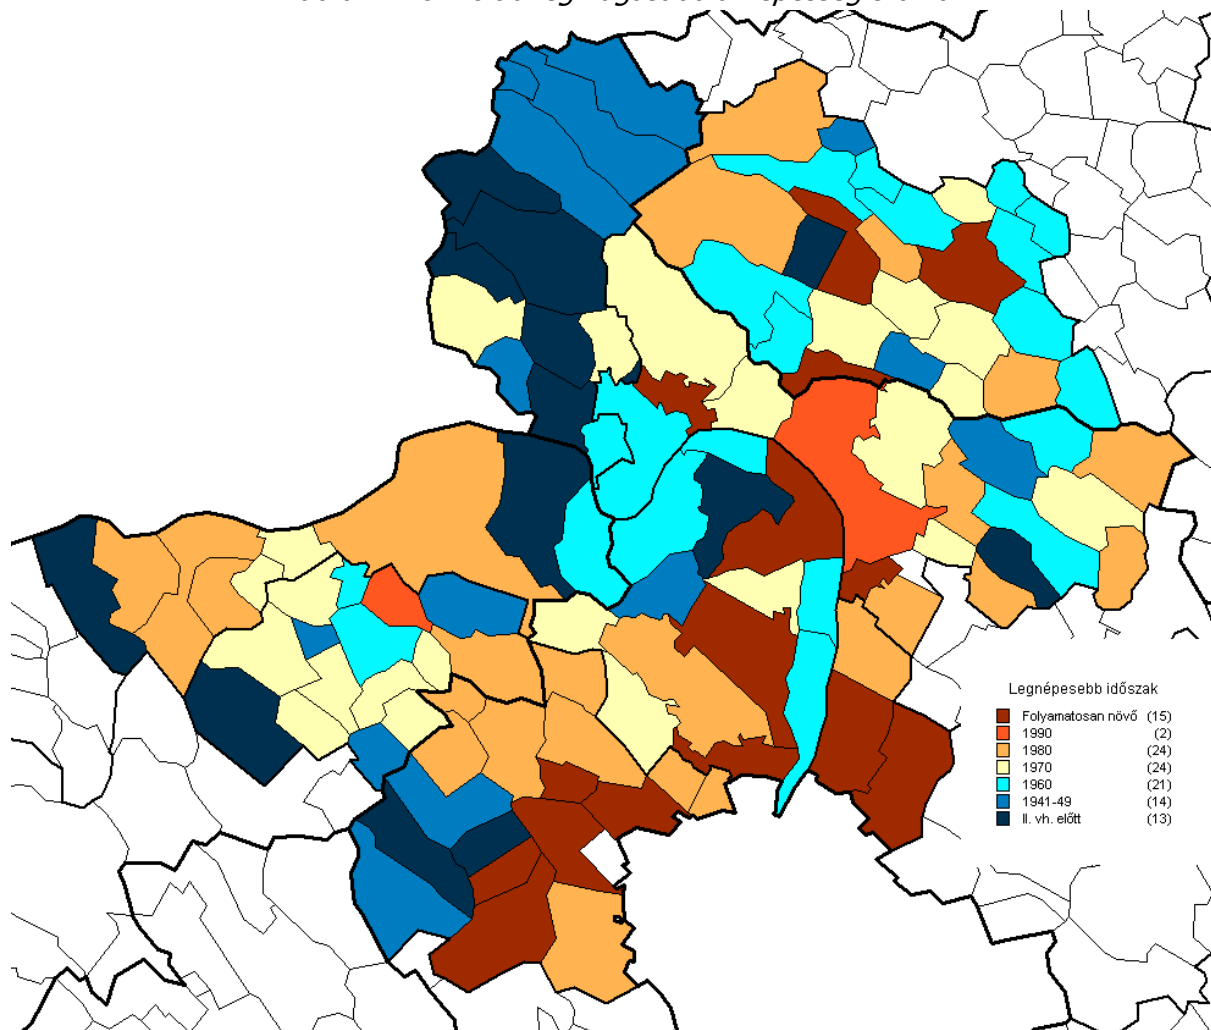 népesség
Legnépesebb időszak
Folyamatosan növő (15)
1990 (2)
1980 (24)
1970 (24)
1960 (21)
1941-49 (14)
II. vh. előtt (13)